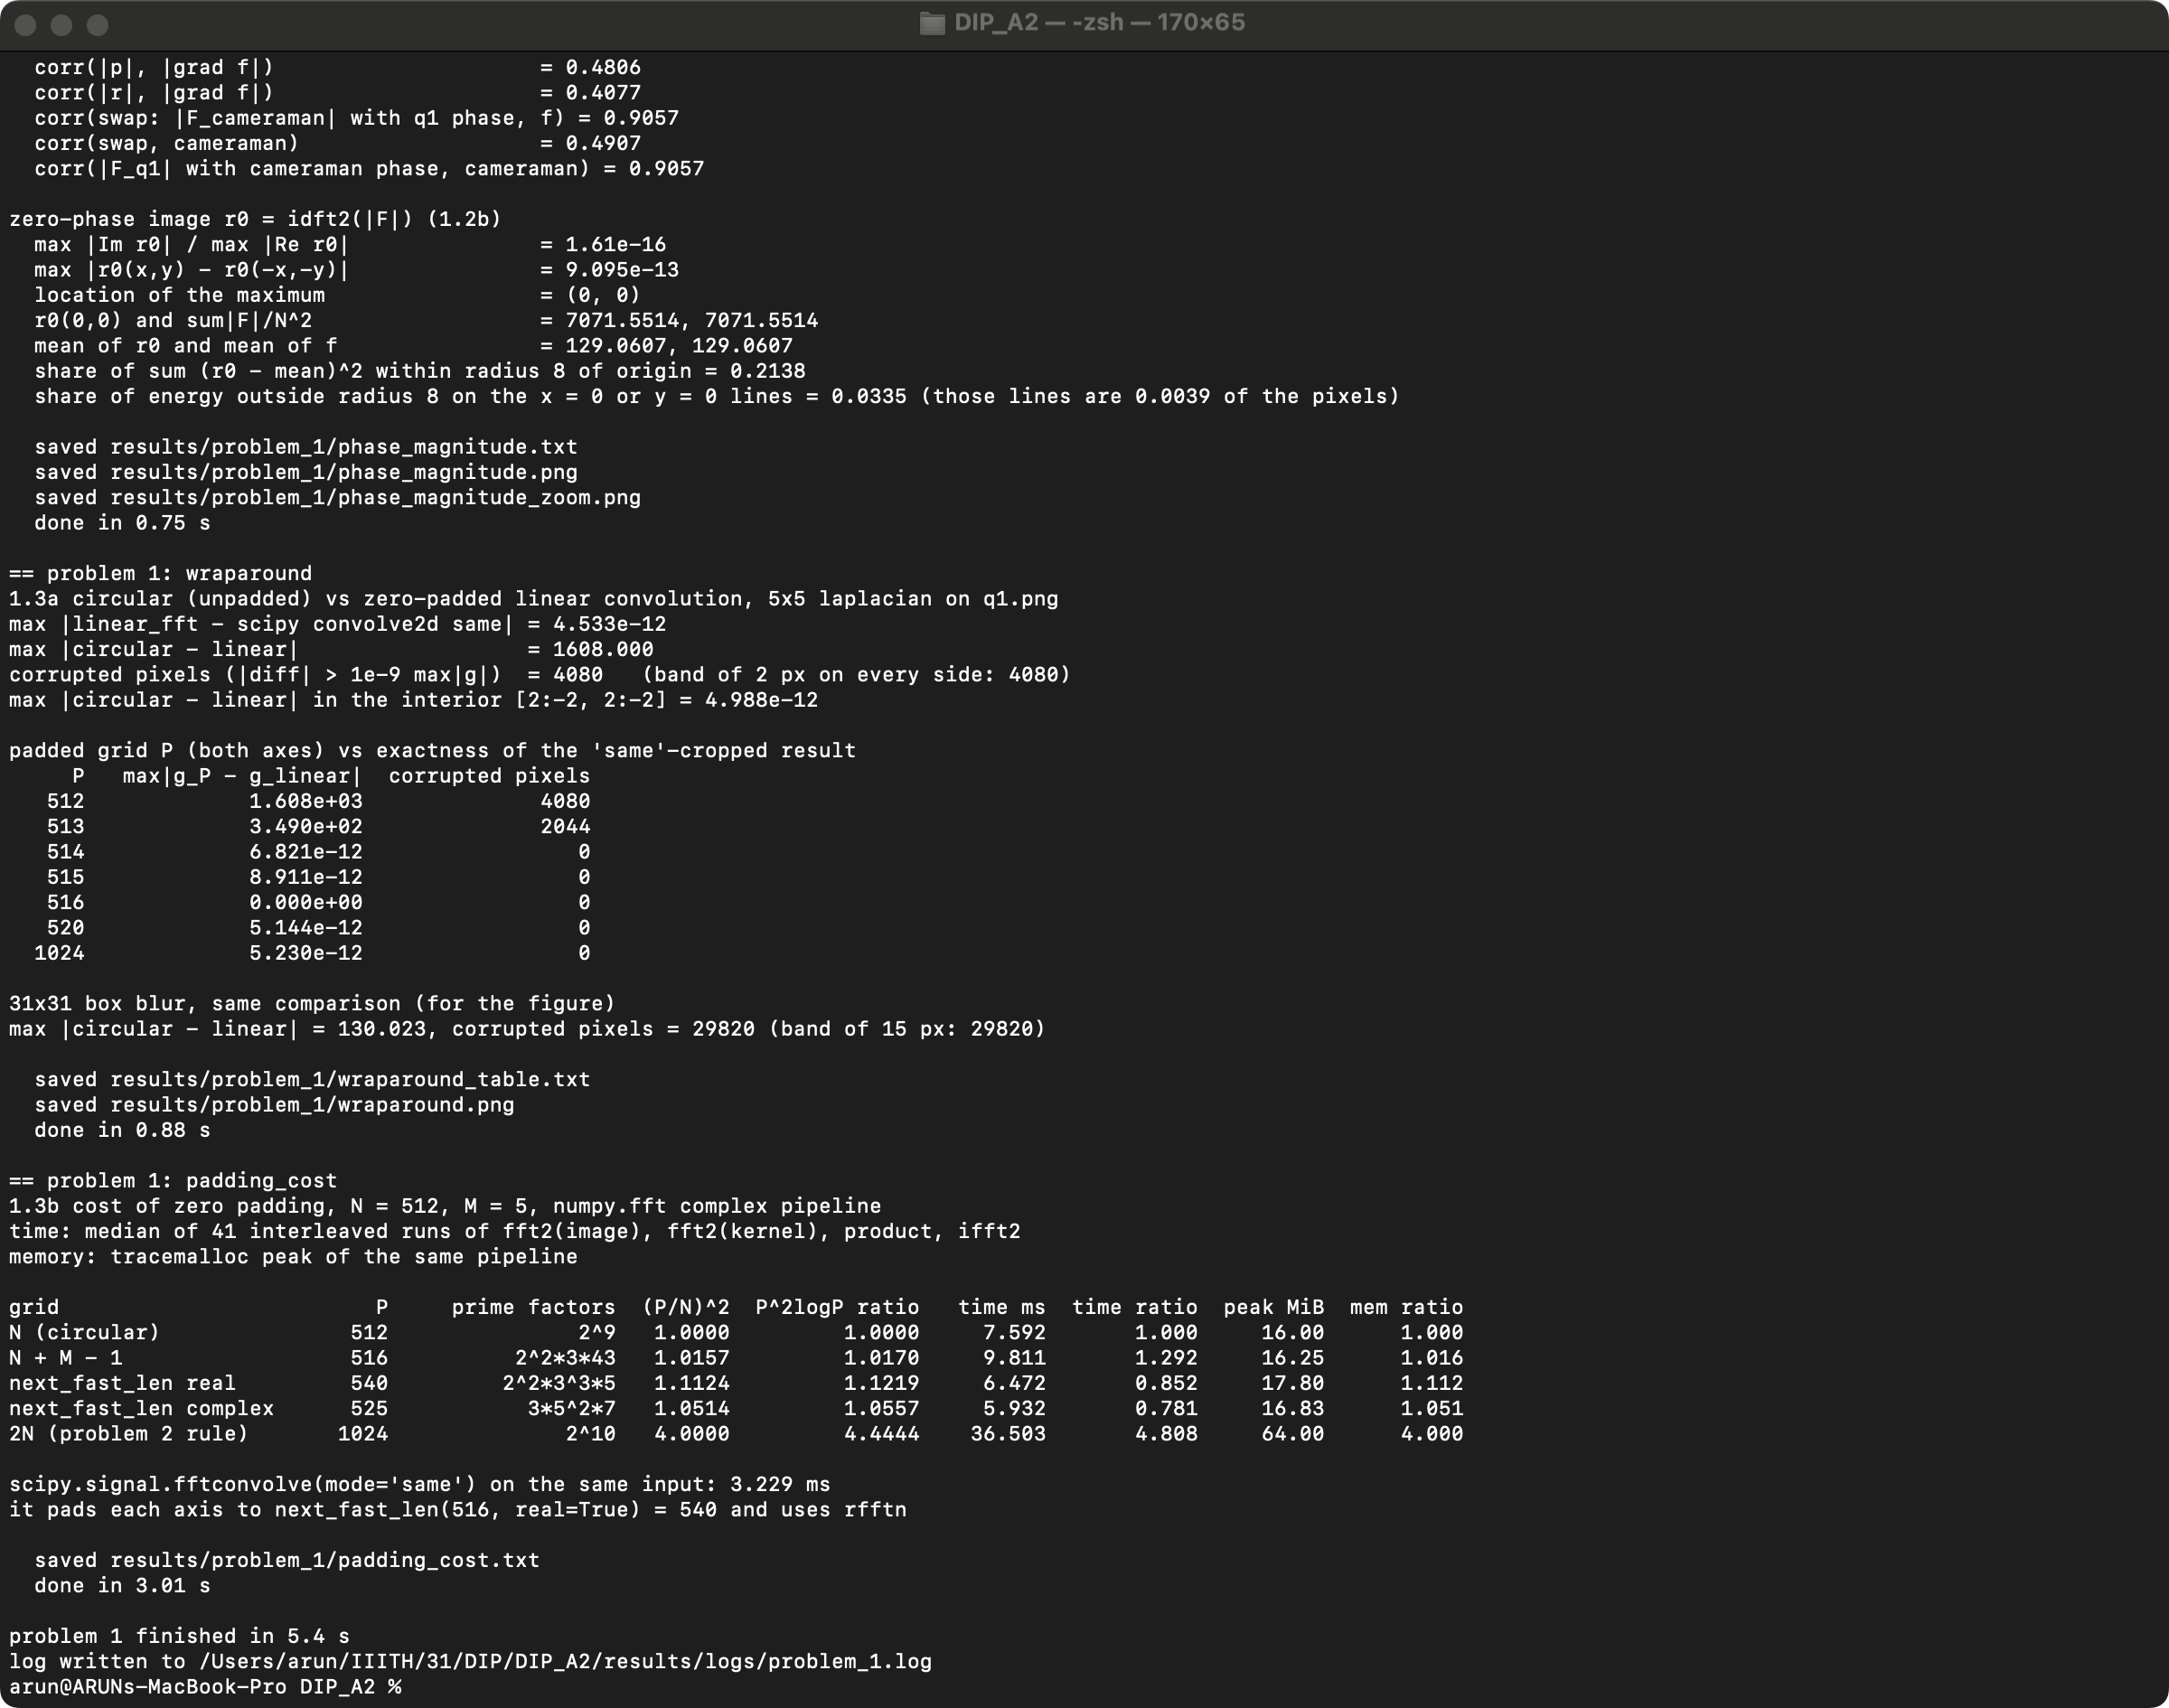 DIP_A2 — -zsh — 170×65
  corr(|p|, |grad f|)                     = 0.4806
  corr(|r|, |grad f|)                     = 0.4077
  corr(swap: |F_cameraman| with q1 phase, f) = 0.9057
  corr(swap, cameraman)                   = 0.4907
  corr(|F_q1| with cameraman phase, cameraman) = 0.9057

zero-phase image r0 = idft2(|F|) (1.2b)
  max |Im r0| / max |Re r0|               = 1.61e-16
  max |r0(x,y) - r0(-x,-y)|               = 9.095e-13
  location of the maximum                 = (0, 0)
  r0(0,0) and sum|F|/N^2                  = 7071.5514, 7071.5514
  mean of r0 and mean of f                = 129.0607, 129.0607
  share of sum (r0 - mean)^2 within radius 8 of origin = 0.2138
  share of energy outside radius 8 on the x = 0 or y = 0 lines = 0.0335 (those lines are 0.0039 of the pixels)

  saved results/problem_1/phase_magnitude.txt
  saved results/problem_1/phase_magnitude.png
  saved results/problem_1/phase_magnitude_zoom.png
  done in 0.75 s

== problem 1: wraparound
1.3a circular (unpadded) vs zero-padded linear convolution, 5x5 laplacian on q1.png
max |linear_fft - scipy convolve2d same| = 4.533e-12
max |circular - linear|                  = 1608.000
corrupted pixels (|diff| > 1e-9 max|g|)  = 4080   (band of 2 px on every side: 4080)
max |circular - linear| in the interior [2:-2, 2:-2] = 4.988e-12

padded grid P (both axes) vs exactness of the 'same'-cropped result
     P   max|g_P - g_linear|  corrupted pixels
   512             1.608e+03              4080
   513             3.490e+02              2044
   514             6.821e-12                 0
   515             8.911e-12                 0
   516             0.000e+00                 0
   520             5.144e-12                 0
  1024             5.230e-12                 0

31x31 box blur, same comparison (for the figure)
max |circular - linear| = 130.023, corrupted pixels = 29820 (band of 15 px: 29820)

  saved results/problem_1/wraparound_table.txt
  saved results/problem_1/wraparound.png
  done in 0.88 s

== problem 1: padding_cost
1.3b cost of zero padding, N = 512, M = 5, numpy.fft complex pipeline
time: median of 41 interleaved runs of fft2(image), fft2(kernel), product, ifft2
memory: tracemalloc peak of the same pipeline

grid                         P     prime factors  (P/N)^2  P^2logP ratio   time ms  time ratio  peak MiB  mem ratio
N (circular)               512               2^9   1.0000         1.0000     7.592       1.000     16.00      1.000
N + M - 1                  516          2^2*3*43   1.0157         1.0170     9.811       1.292     16.25      1.016
next_fast_len real         540         2^2*3^3*5   1.1124         1.1219     6.472       0.852     17.80      1.112
next_fast_len complex      525           3*5^2*7   1.0514         1.0557     5.932       0.781     16.83      1.051
2N (problem 2 rule)       1024              2^10   4.0000         4.4444    36.503       4.808     64.00      4.000

scipy.signal.fftconvolve(mode='same') on the same input: 3.229 ms
it pads each axis to next_fast_len(516, real=True) = 540 and uses rfftn

  saved results/problem_1/padding_cost.txt
  done in 3.01 s

problem 1 finished in 5.4 s
log written to /Users/arun/IIITH/31/DIP/DIP_A2/results/logs/problem_1.log
arun@ARUNs-MacBook-Pro DIP_A2 %